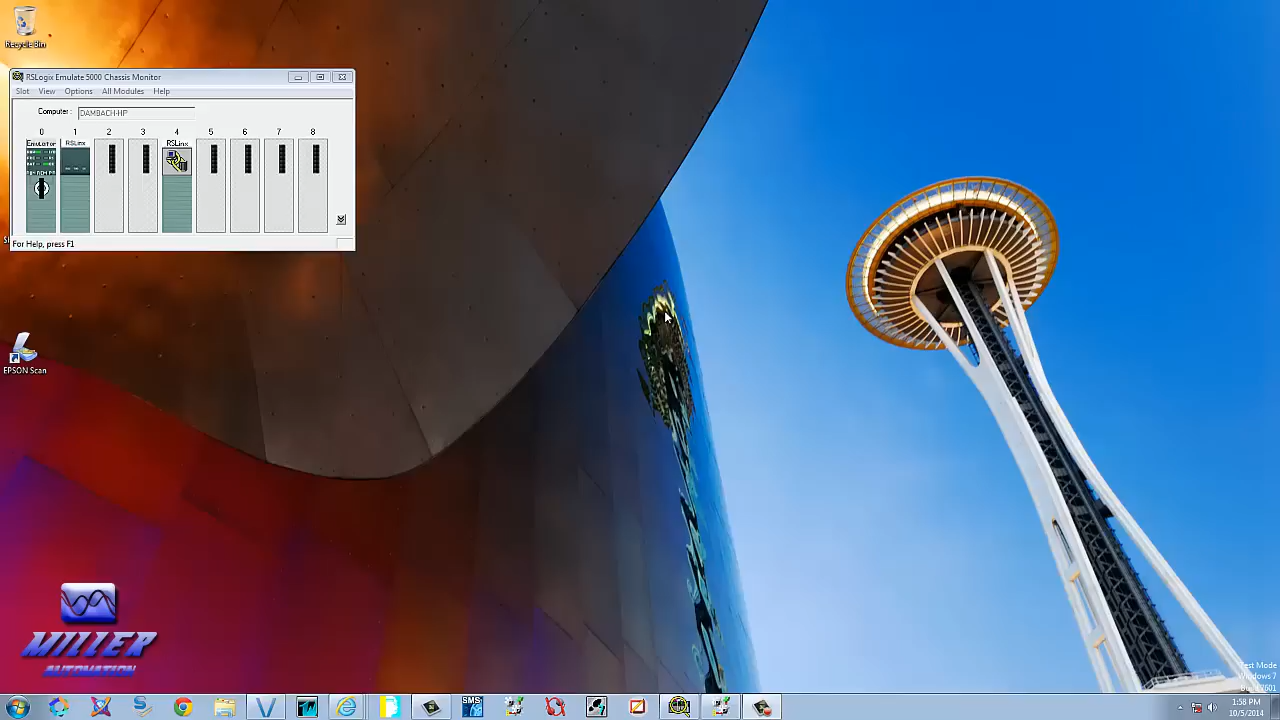 Recycle Bin
RSLogix Emulate 5000 Chassis Monitor
Slot View Options All Modules Help
Computer : DAMBACH-HP
0 1 2 3 4 5 6 7 8
Emulator RSLinx RSLinx
For Help, press F1
EPSON Scan
MILLER
AUTOMATION
SMS
Test Mode
Windows 7
1:58 PM
10/5/2014